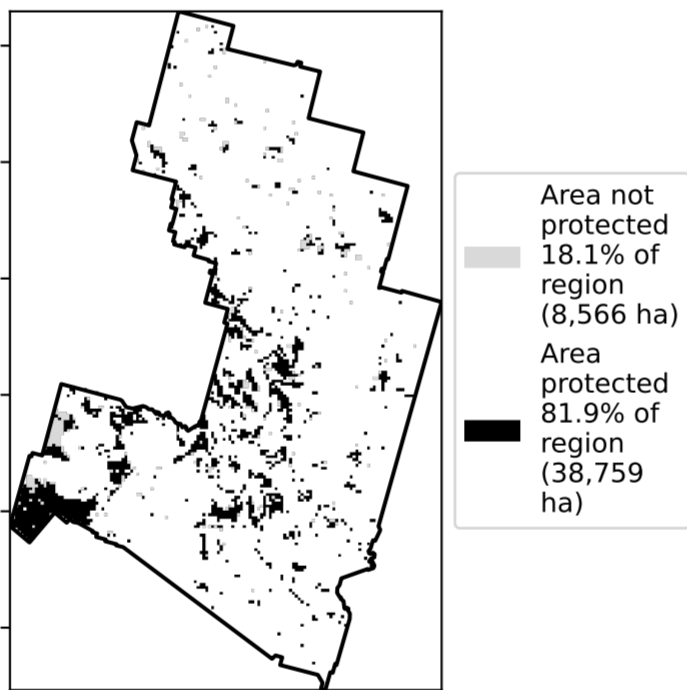 Area not
protected
18.1% of
region
(8,566 ha)
Area
protected
81.9% of
region
(38,759
ha)